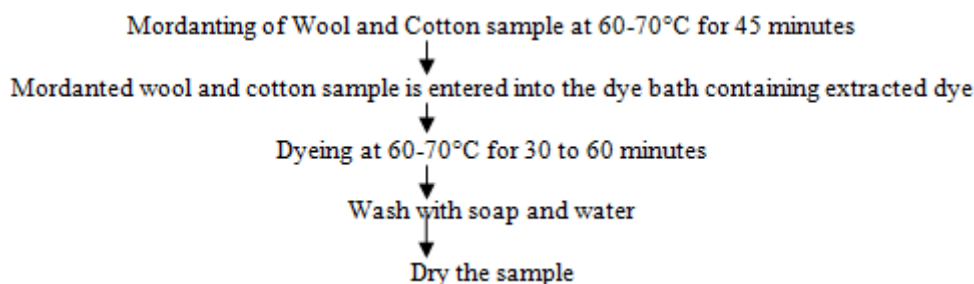 Mordanting of Wool and Cotton sample at 60-70°C for 45 minutes
Mordanted wool and cotton sample is entered into the dye bath containing extracted dye
Dyeing at 60-70°C for 30 to 60 minutes
Wash with soap and water
Dry the sample